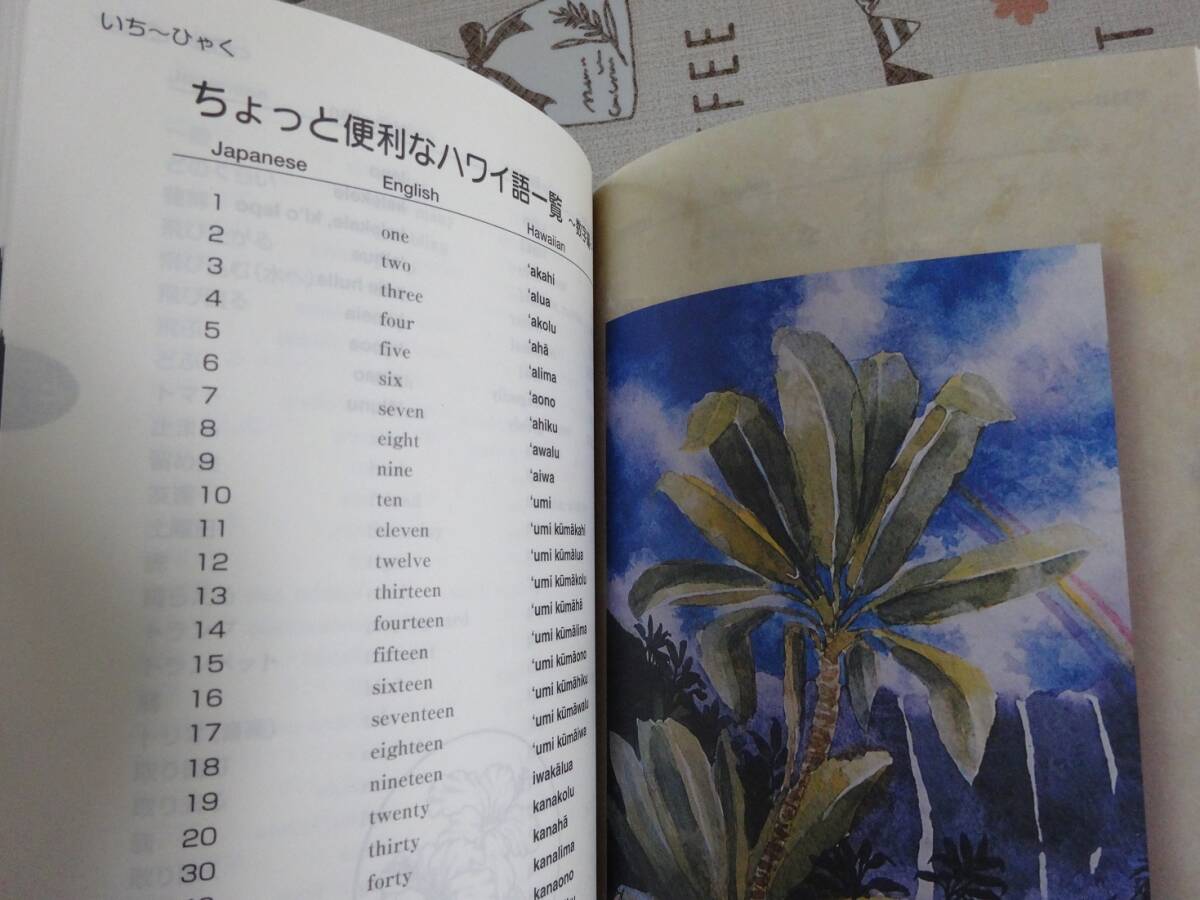 いち〜ひゃく
ちょっと便利なハワイ語一覧 〜数字
Japanese English Hawaiian
1 one ʻakahi
2 two ʻalua
3 three ʻakolu
4 four ʻahā
5 five ʻalima
6 six ʻaono
7 seven ʻahiku
8 eight ʻawalu
9 nine ʻaiwa
10 ten ʻumi
11 eleven ʻumi kūmākahi
12 twelve ʻumi kūmālua
13 thirteen ʻumi kūmākolu
14 fourteen ʻumi kūmāhā
15 fifteen ʻumi kūmālima
16 sixteen ʻumi kūmāono
17 seventeen ʻumi kūmāhiku
18 eighteen ʻumi kūmāwalu
19 nineteen ʻumi kūmāiwa
20 twenty iwakālua
30 thirty kanakolu
forty kanahā
kanalima
kanaono
FEE
T